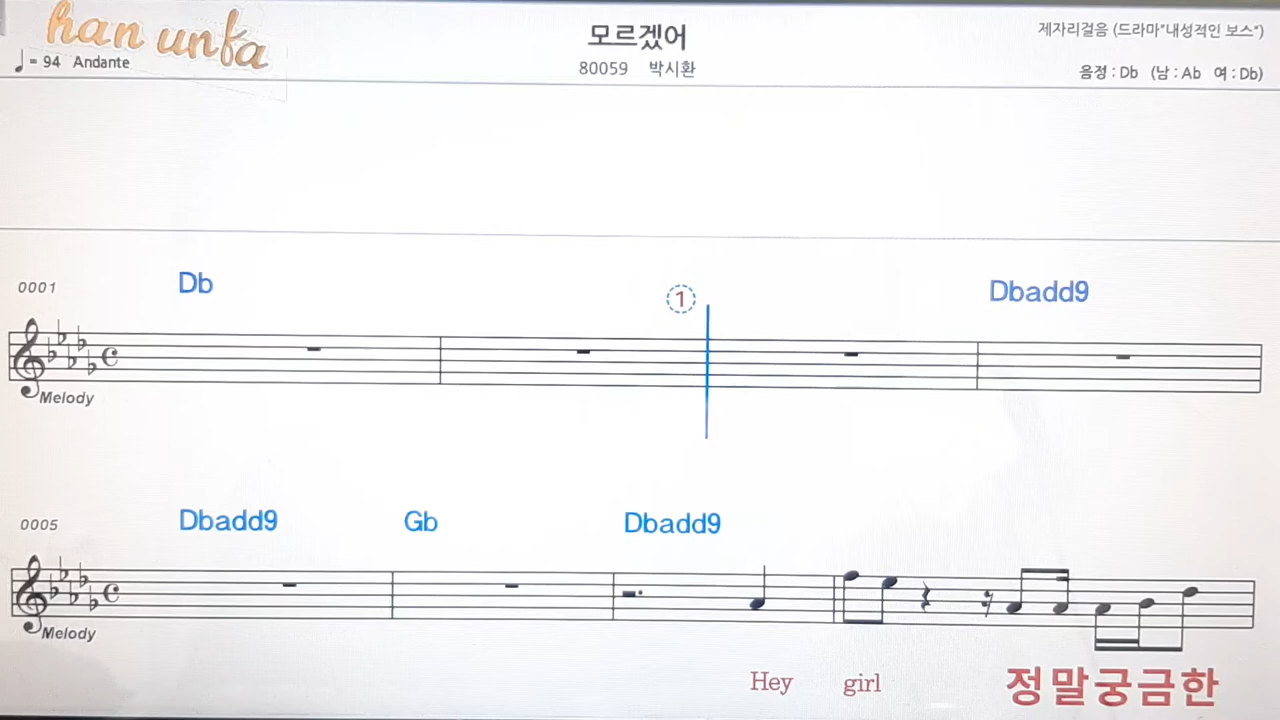 han unfa
모르겠어
제자리걸음 (드라마"내성적인 보스")
♩= 94 Andante
80059 박시환
음정 : Db (남 : Ab 여 : Db)
0001 Db ① Dbadd9
Melody
0005 Dbadd9 Gb Dbadd9
Melody
Hey girl 정말궁금한